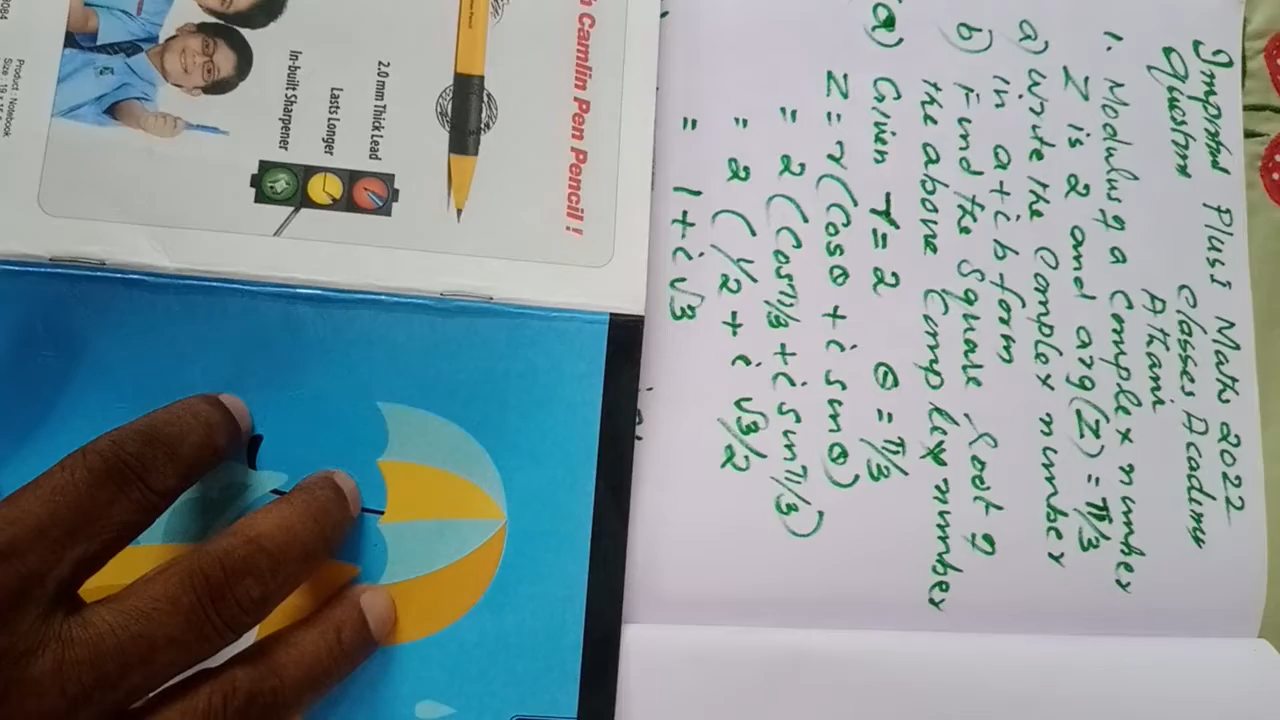 Important Plus 1 Maths 2022
question Classes Academy
Athani
1. Modulus of a Complex number
Z is 2 and arg(Z) = π/3
a) Write the Complex number
in a+ib form
b) Find the Square root of
the above Complex number
(a) Given r=2 θ=π/3
Z = r(Cosθ + i sinθ)
= 2(Cosπ/3 + i sinπ/3)
= 2(1/2 + i √3/2)
= 1+i√3
Camlin Pen Pencil!
2.0 mm Thick Lead
Lasts Longer
In-built Sharpener
Product : Notebook